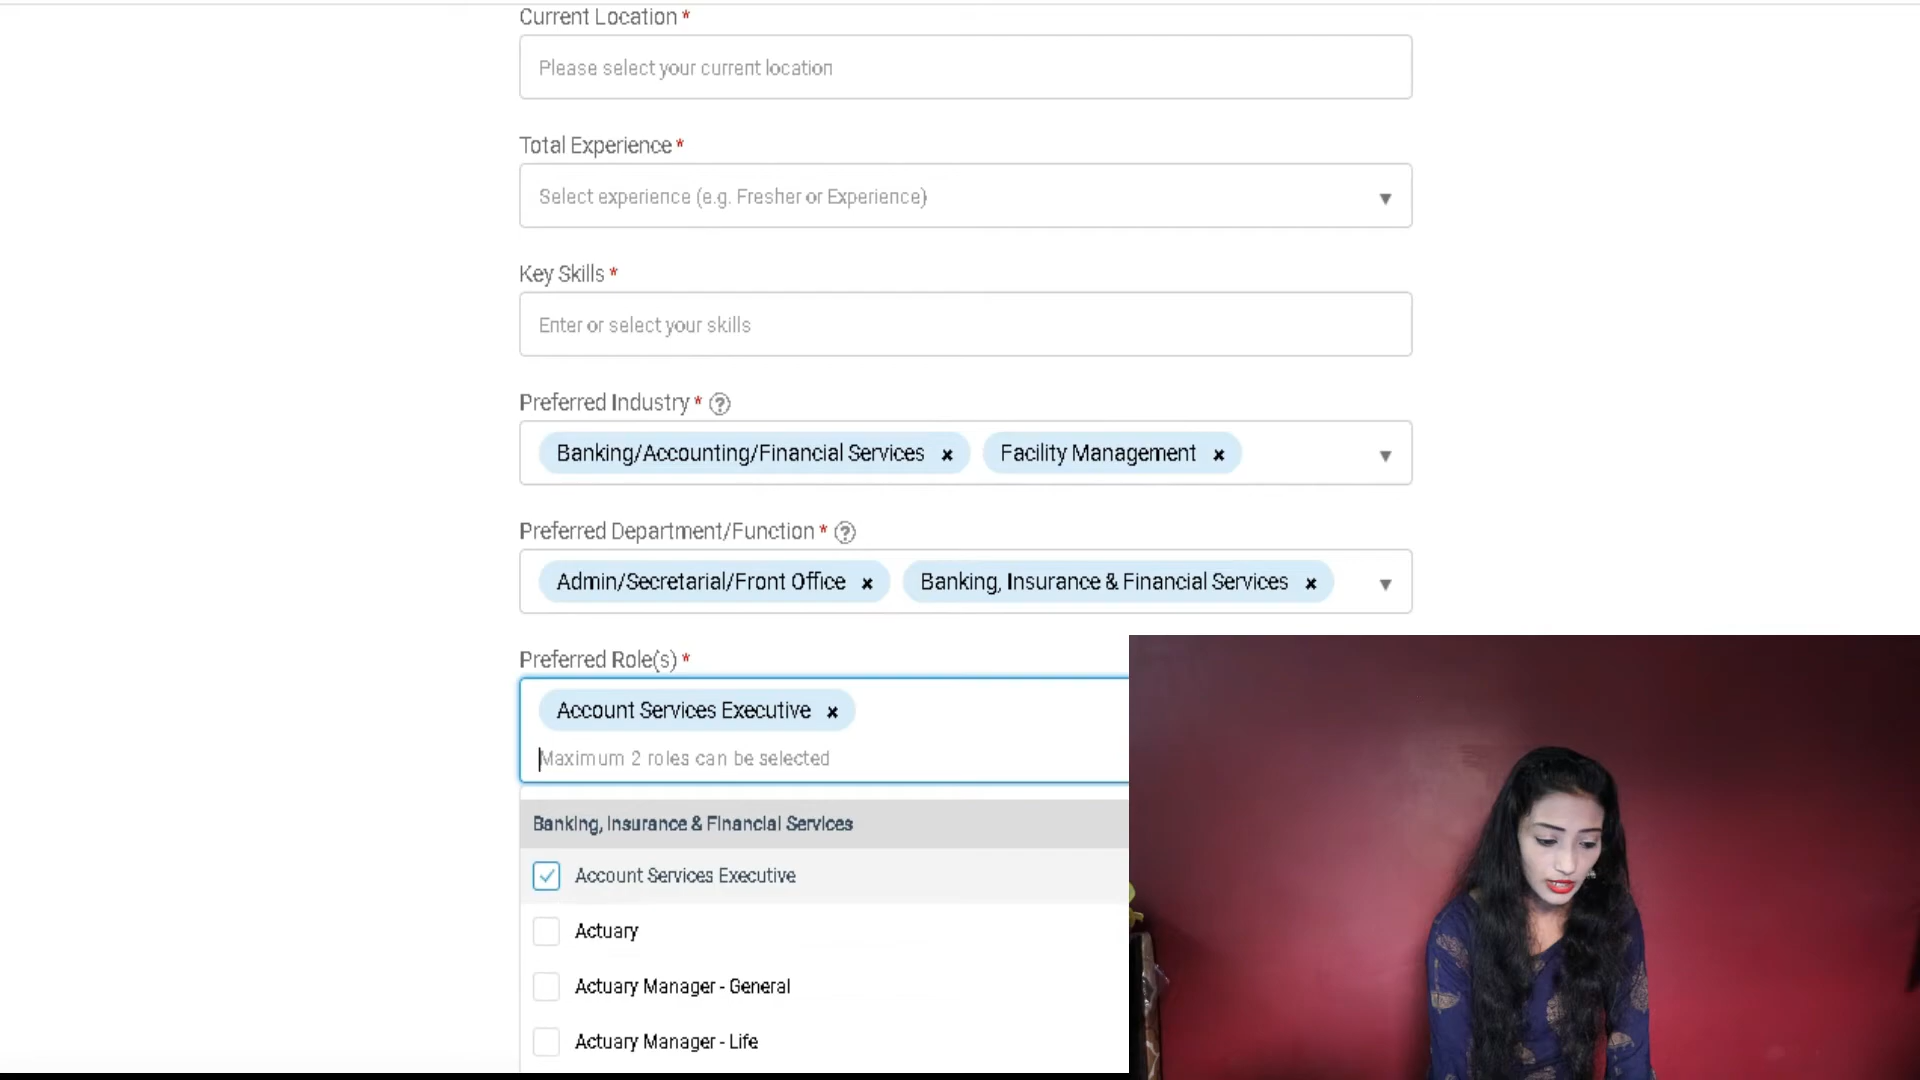 Current Location *
Please select your current location
Total Experience *
Select experience (e.g. Fresher or Experience)
Key Skills *
Enter or select your skills
Preferred Industry * ?
Banking/Accounting/Financial Services × Facility Management ×
Preferred Department/Function * ?
Admin/Secretarial/Front Office × Banking, Insurance & Financial Services ×
Preferred Role(s) *
Account Services Executive ×
Maximum 2 roles can be selected
Banking, Insurance & Financial Services
Account Services Executive
Actuary
Actuary Manager - General
Actuary Manager - Life